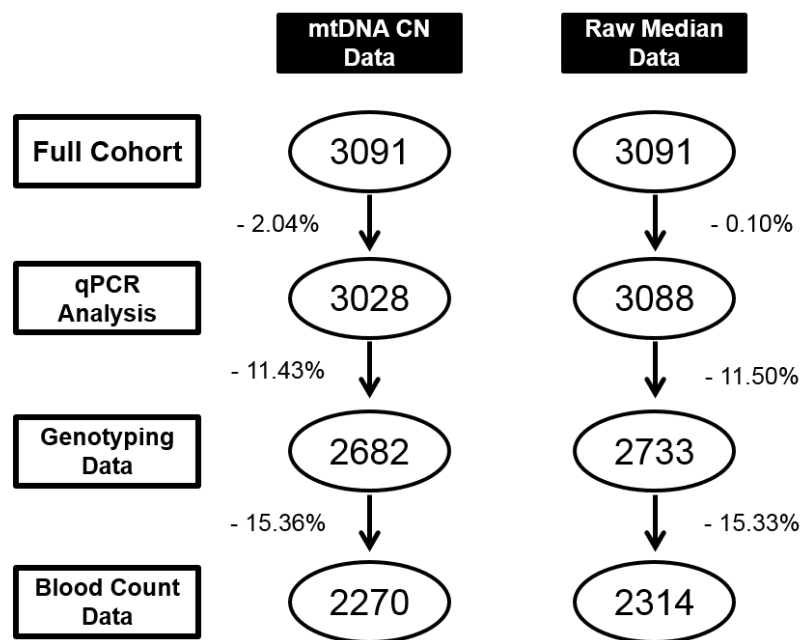 mtDNA CN
Data
Raw Median
Data
Full Cohort
3091
3091
- 2.04%
- 0.10%
qPCR
Analysis
3028
3088
- 11.43%
- 11.50%
Genotyping
Data
2682
2733
- 15.36%
- 15.33%
Blood Count
Data
2270
2314